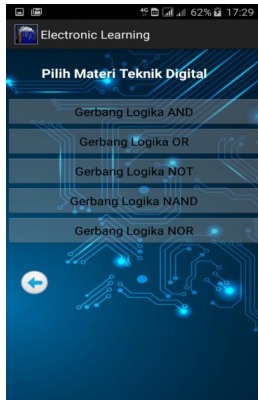 4G 62% 17:29
Electronic Learning
Pilih Materi Teknik Digital
Gerbang Logika AND
Gerbang Logika OR
Gerbang Logika NOT
Gerbang Logika NAND
Gerbang Logika NOR